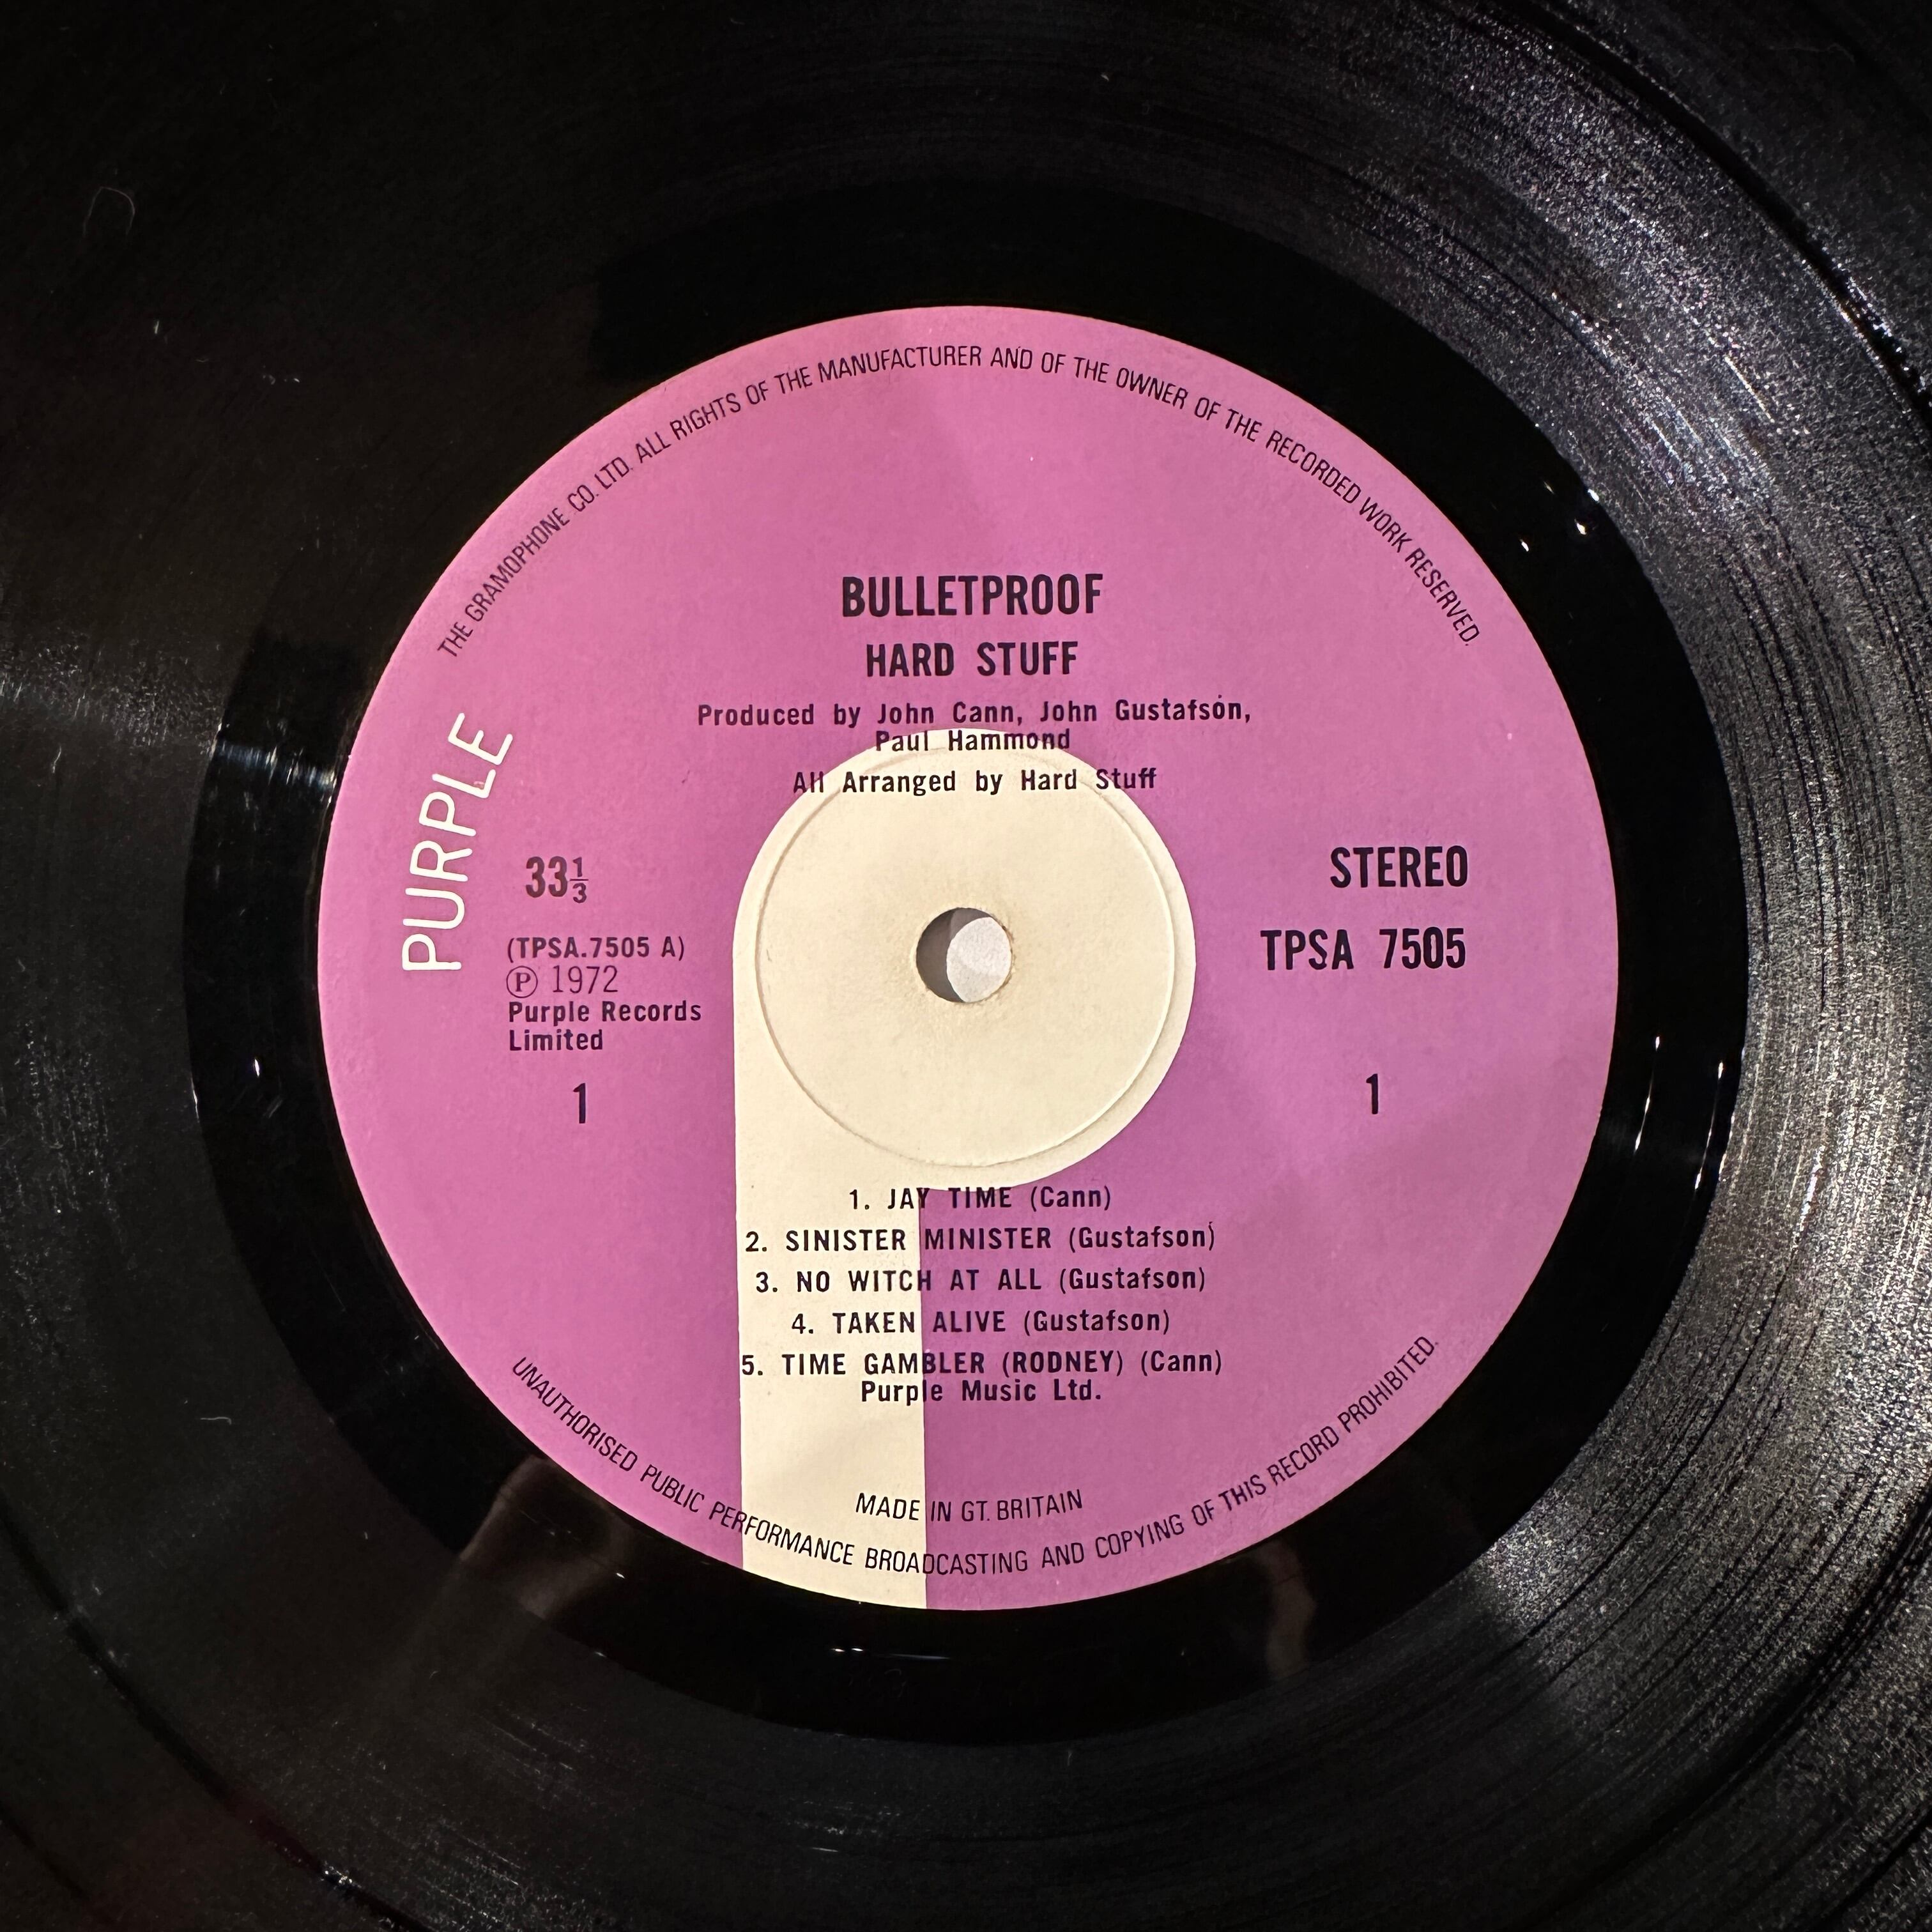 THE GRAMOPHONE CO. LTD. ALL RIGHTS OF THE MANUFACTURER AND OF THE OWNER OF THE RECORDED WORK RESERVED.
BULLETPROOF
HARD STUFF
Produced by John Cann, John Gustafson,
Paul Hammond
All Arranged by Hard Stuff
PURPLE
33⅓
(TPSA.7505 A)
℗ 1972
Purple Records
Limited
1
STEREO
TPSA 7505
1
1. JAY TIME (Cann)
2. SINISTER MINISTER (Gustafson)
3. NO WITCH AT ALL (Gustafson)
4. TAKEN ALIVE (Gustafson)
5. TIME GAMBLER (RODNEY) (Cann)
Purple Music Ltd.
MADE IN GT. BRITAIN
UNAUTHORISED PUBLIC PERFORMANCE BROADCASTING AND COPYING OF THIS RECORD PROHIBITED.